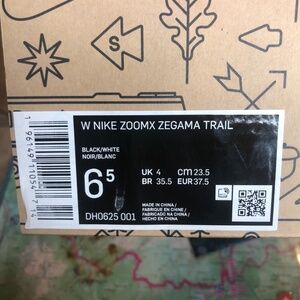 S
W NIKE ZOOMX ZEGAMA TRAIL
BLACK/WHITE
NOIR/BLANC
6 5
UK 4 CM 23.5
BR 35.5 EUR 37.5
DH0625 001
MADE IN CHINA /
FABRIQUE EN CHINE /
FABRICADO NA CHINA /
HECHO EN CHINA